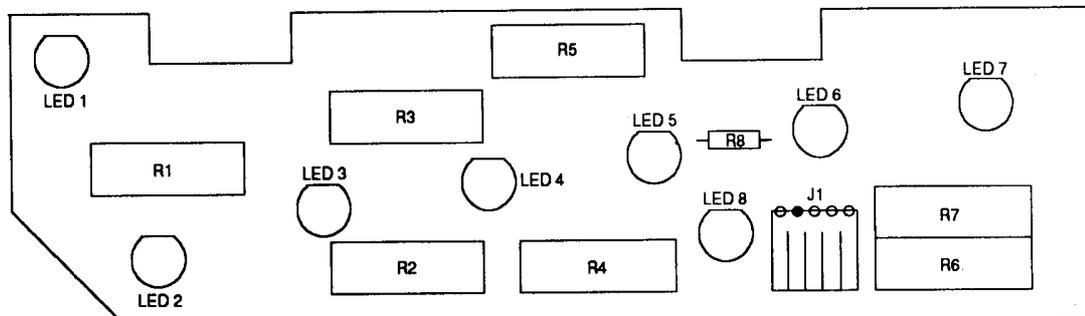 R5
LED 1
LED 7
LED 6
R3
LED 5
R8
R1
LED 3
LED 4
LED 8
J1
R7
R2
R4
R6
LED 2